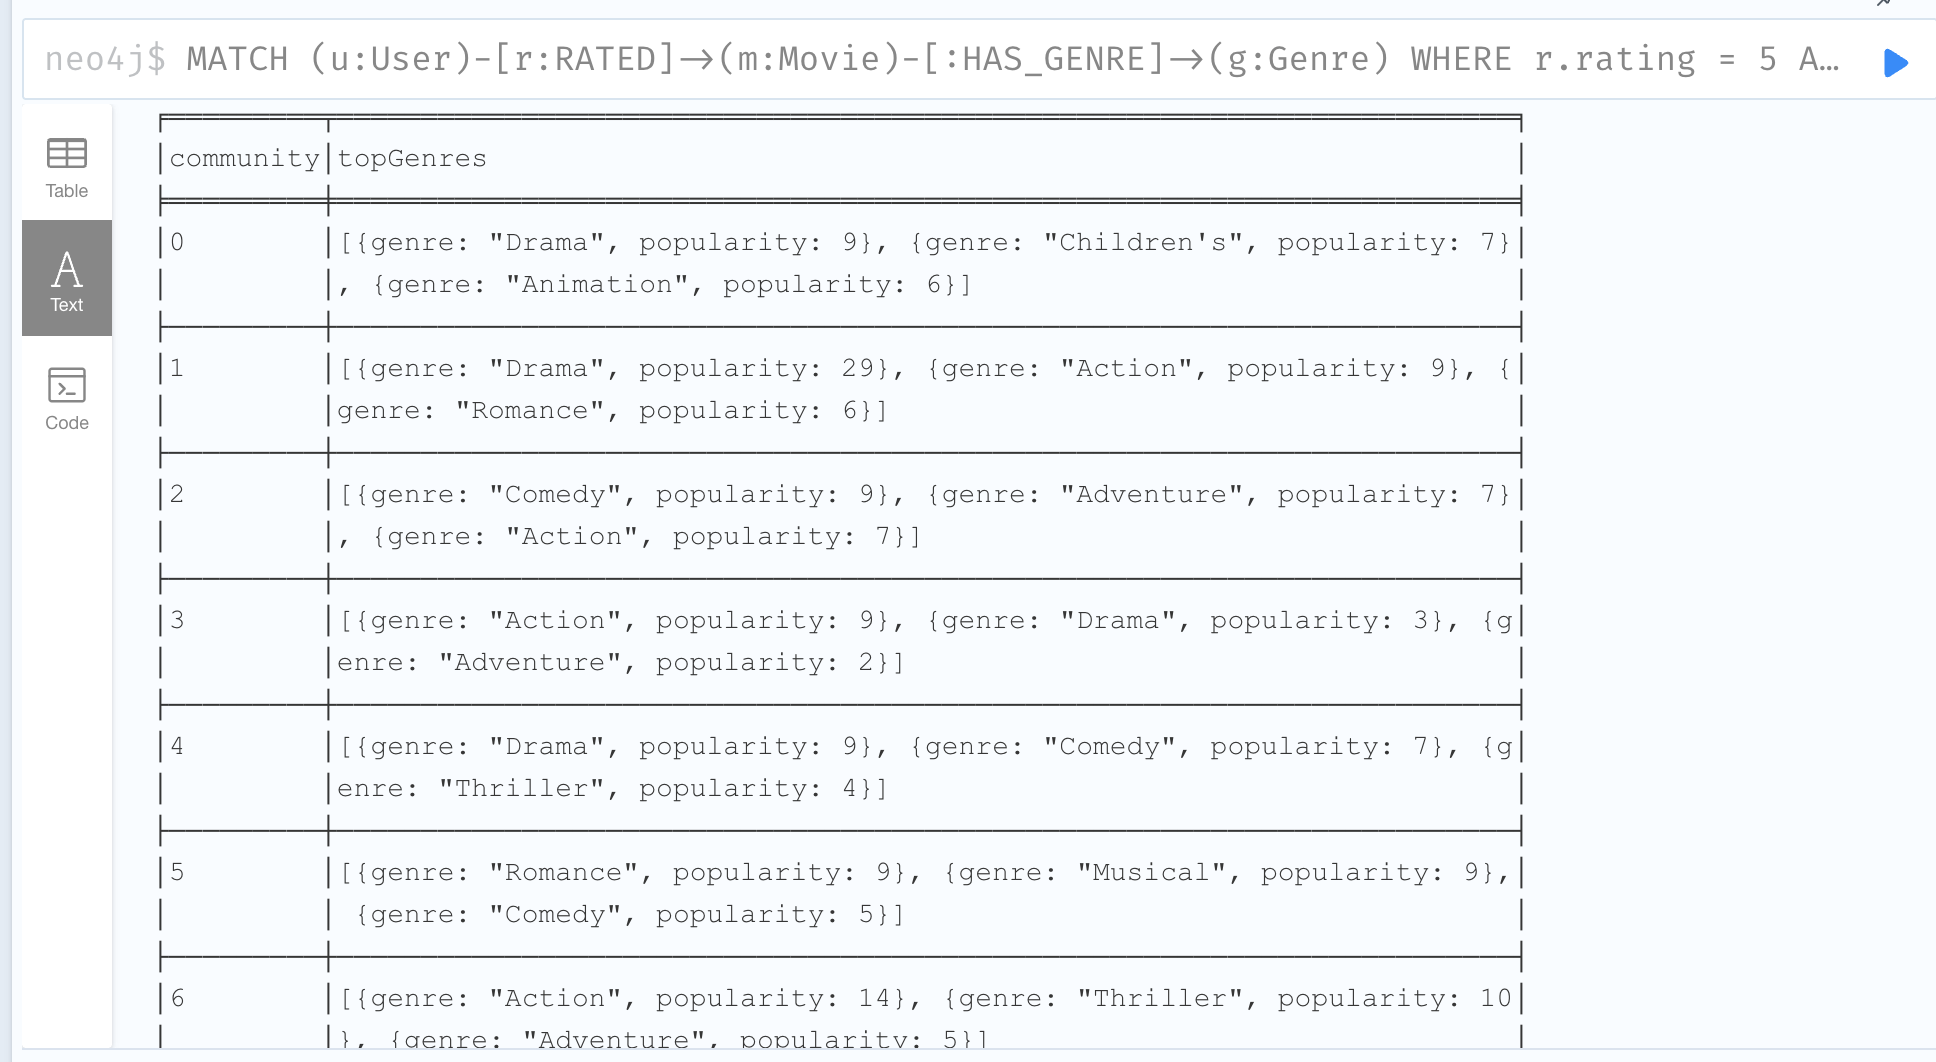 neo4j$ MATCH (u:User)-[r:RATED]→(m:Movie)-[:HAS_GENRE]→(g:Genre) WHERE r.rating = 5 A…
Table
Text
Code
community|topGenres
0 |[{genre: "Drama", popularity: 9}, {genre: "Children's", popularity: 7}
, {genre: "Animation", popularity: 6}]
1 |[{genre: "Drama", popularity: 29}, {genre: "Action", popularity: 9}, {
genre: "Romance", popularity: 6}]
2 |[{genre: "Comedy", popularity: 9}, {genre: "Adventure", popularity: 7}
, {genre: "Action", popularity: 7}]
3 |[{genre: "Action", popularity: 9}, {genre: "Drama", popularity: 3}, {g
enre: "Adventure", popularity: 2}]
4 |[{genre: "Drama", popularity: 9}, {genre: "Comedy", popularity: 7}, {g
enre: "Thriller", popularity: 4}]
5 |[{genre: "Romance", popularity: 9}, {genre: "Musical", popularity: 9},
{genre: "Comedy", popularity: 5}]
6 |[{genre: "Action", popularity: 14}, {genre: "Thriller", popularity: 10
}, {genre: "Adventure", popularity: 5}]